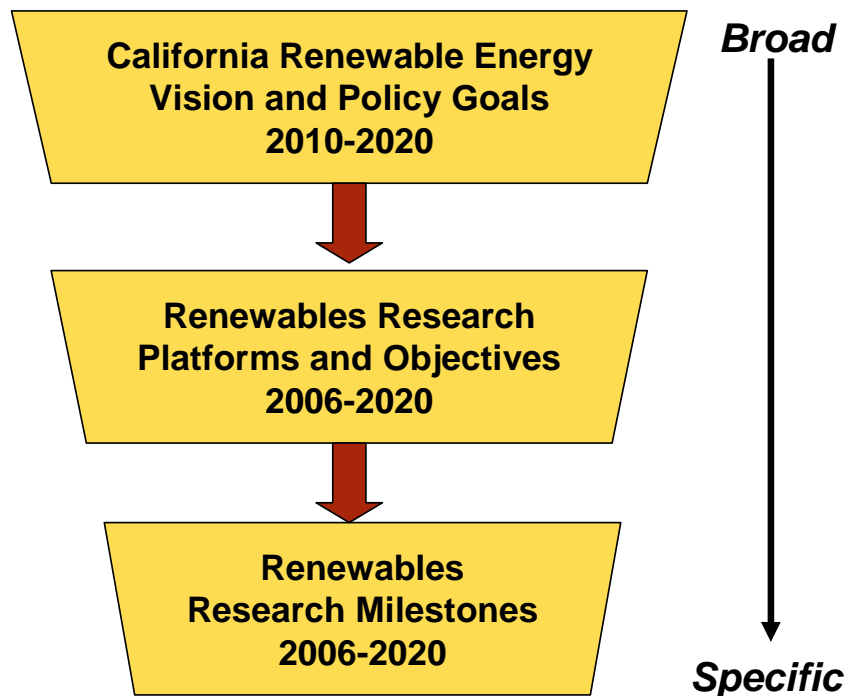 California Renewable Energy
Vision and Policy Goals
2010-2020
Broad
Renewables Research
Platforms and Objectives
2006-2020
Renewables
Research Milestones
2006-2020
Specific